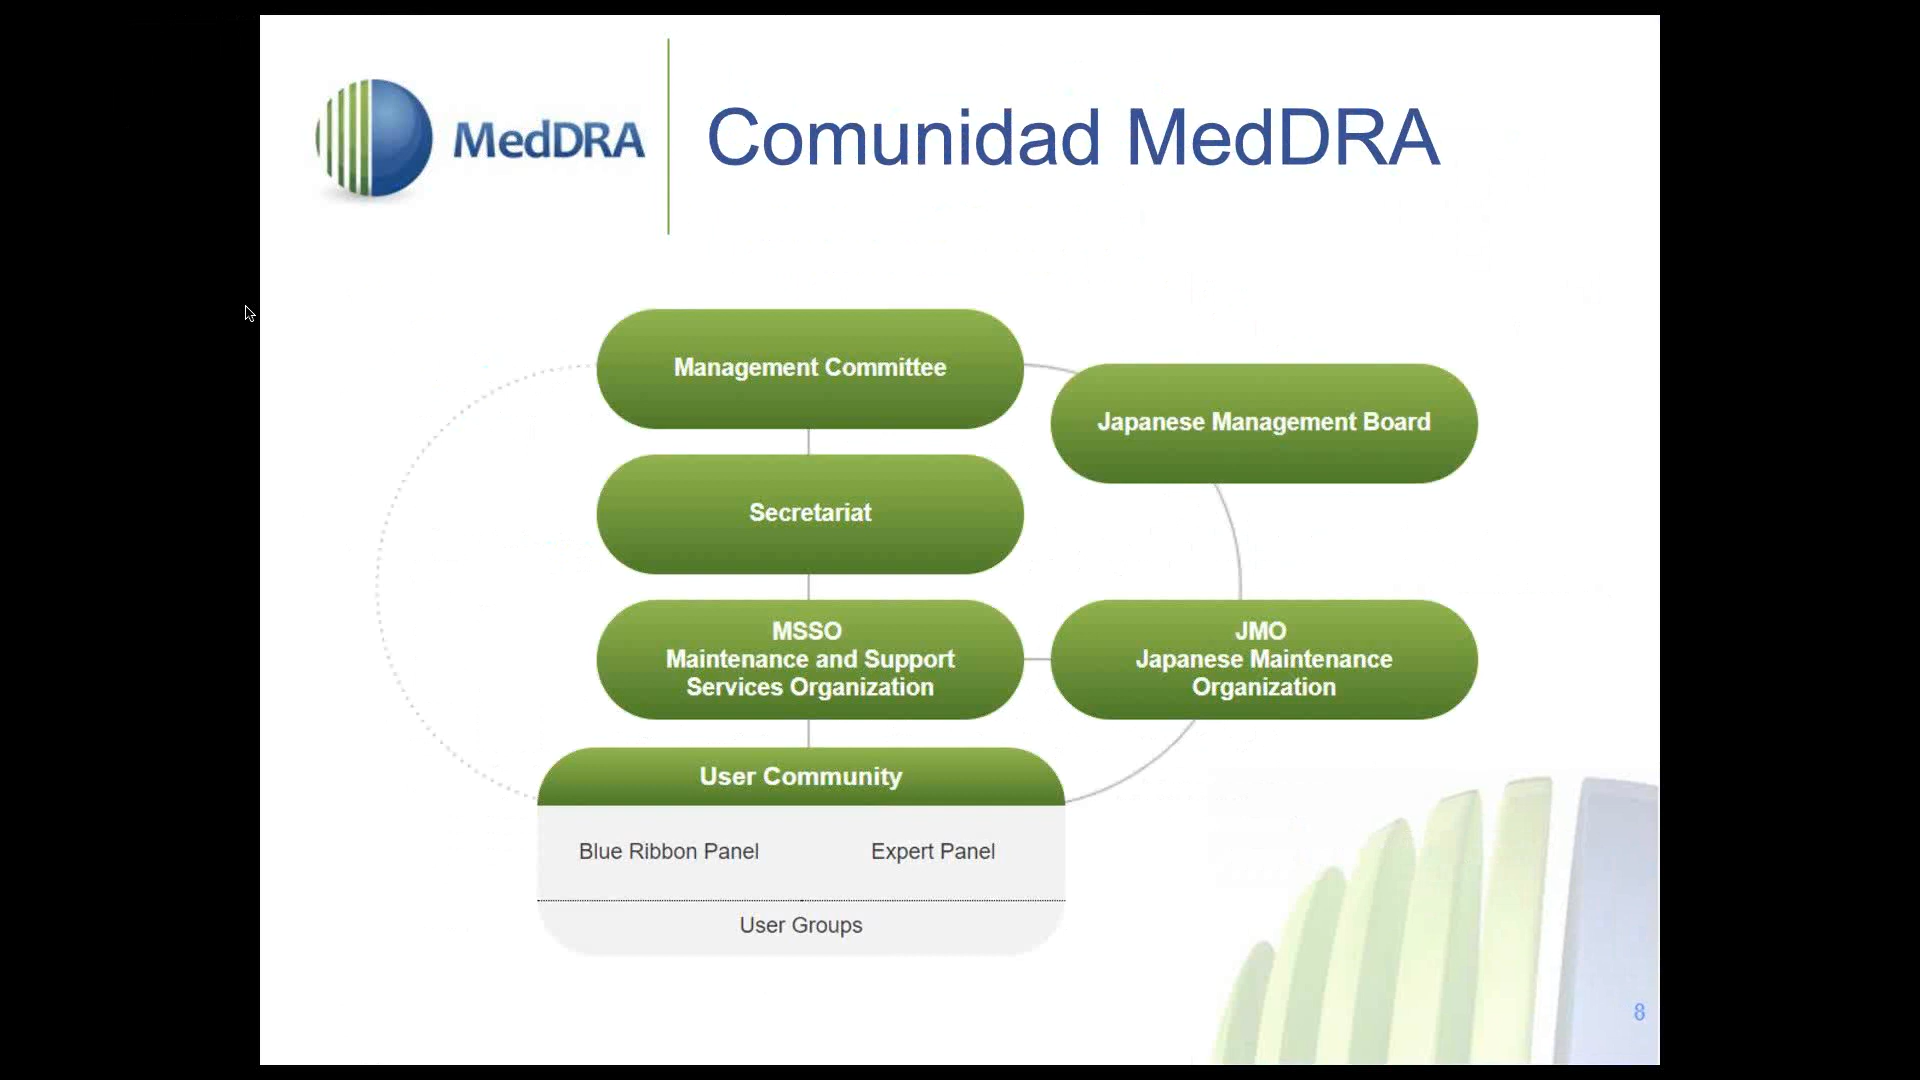 MedDRA
Comunidad MedDRA
Management Committee
Japanese Management Board
Secretariat
MSSO
Maintenance and Support
Services Organization
JMO
Japanese Maintenance
Organization
User Community
Blue Ribbon Panel
Expert Panel
User Groups
8